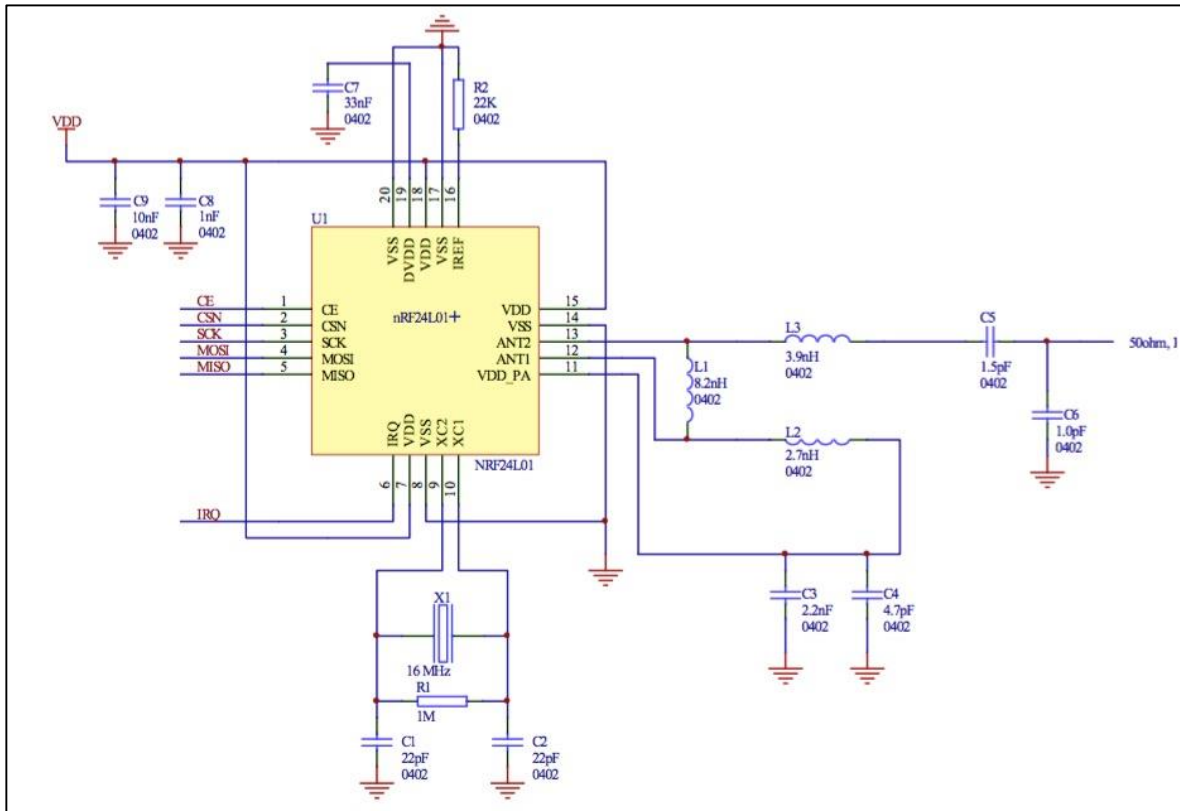 C7
33nF
0402
R2
22K
0402
VDD
C9
10nF
0402
C8
1nF
0402
20
19
18
17
16
U1
VSS
DVDD
VDD
VSS
IREF
CE
CSN
SCK
MOSI
MISO
1
2
3
4
5
CE
CSN
SCK
MOSI
MISO
nRF24L01+
VDD
VSS
ANT2
ANT1
VDD_PA
15
14
13
12
11
IRQ
VDD
VSS
XC2
XC1
NRF24L01
6
7
8
9
10
IRQ
L1
8.2nH
0402
L3
3.9nH
0402
C5
1.5pF
0402
50ohm, 1
C6
1.0pF
0402
L2
2.7nH
0402
C3
2.2nF
0402
C4
4.7pF
0402
X1
16 MHz
R1
1M
C1
22pF
0402
C2
22pF
0402